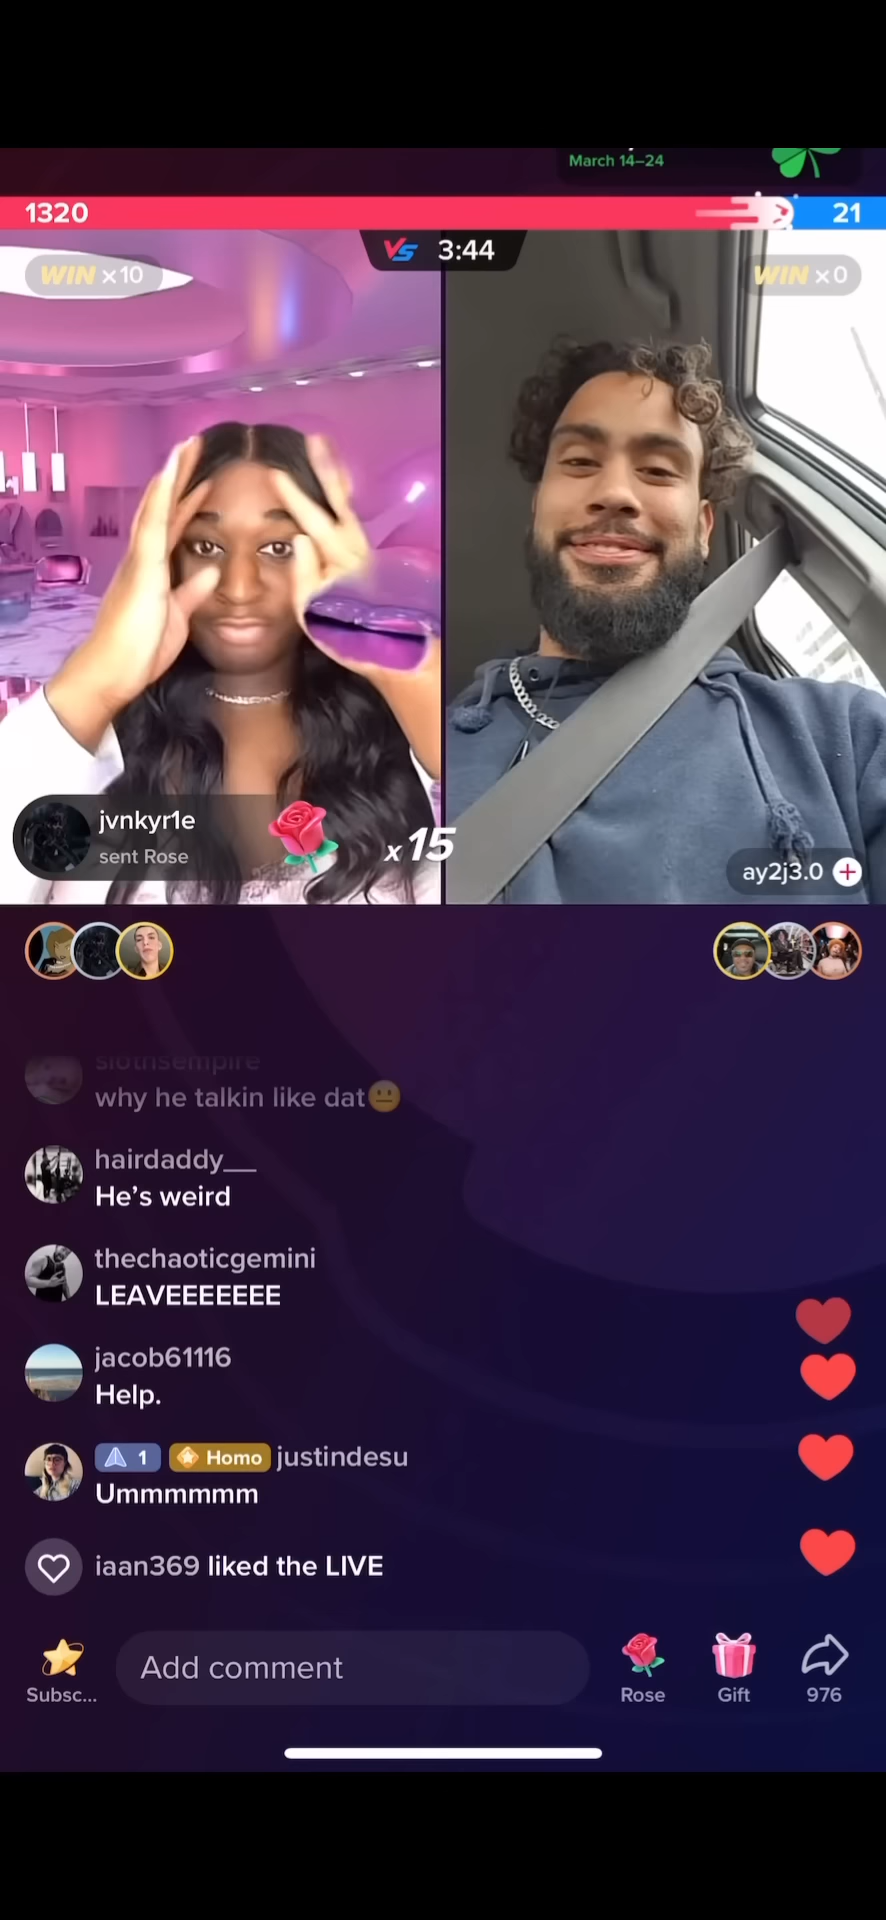 March 14–24
1320
21
VS 3:44
WIN x10
WIN x0
jvnkyr1e
sent Rose
x15
ay2j3.0
slothsempire
why he talkin like dat😐
hairdaddy__
He's weird
thechaoticgemini
LEAVEEEEEEE
jacob61116
Help.
1 Homo justindesu
Ummmmmm
iaan369 liked the LIVE
Add comment
Subsc...
Rose
Gift
976